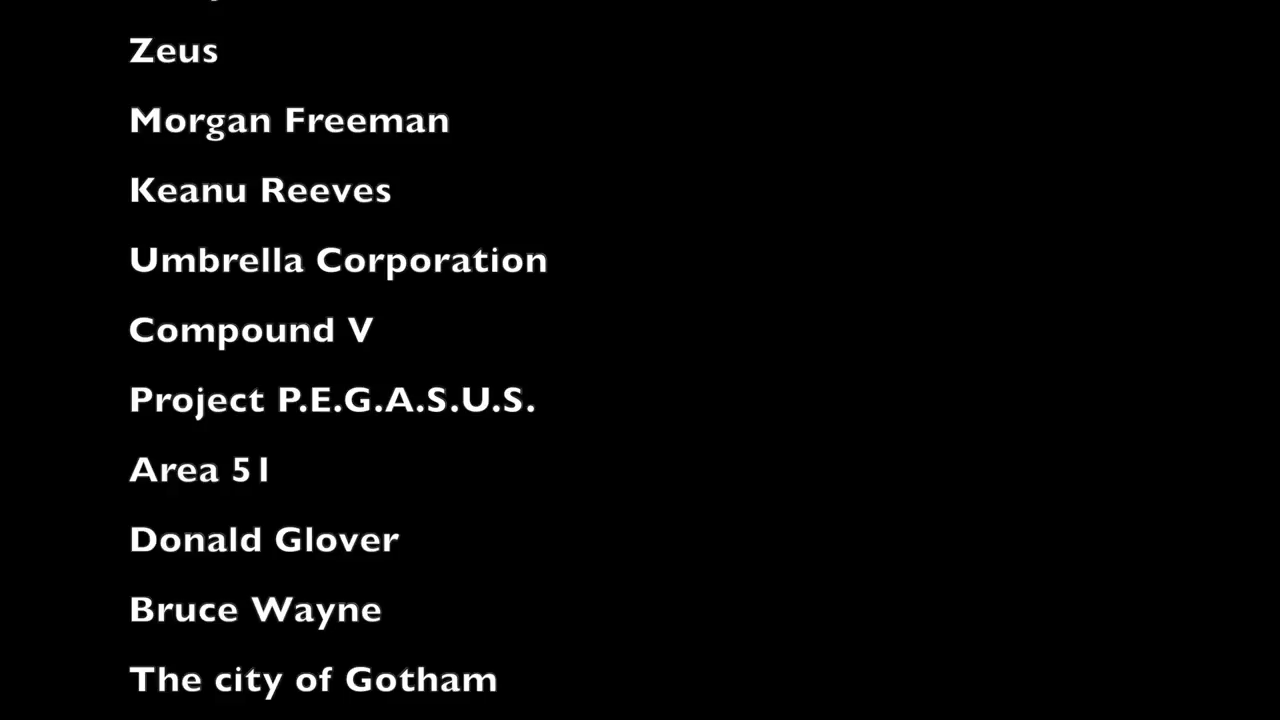 Zeus
Morgan Freeman
Keanu Reeves
Umbrella Corporation
Compound V
Project P.E.G.A.S.U.S.
Area 51
Donald Glover
Bruce Wayne
The city of Gotham